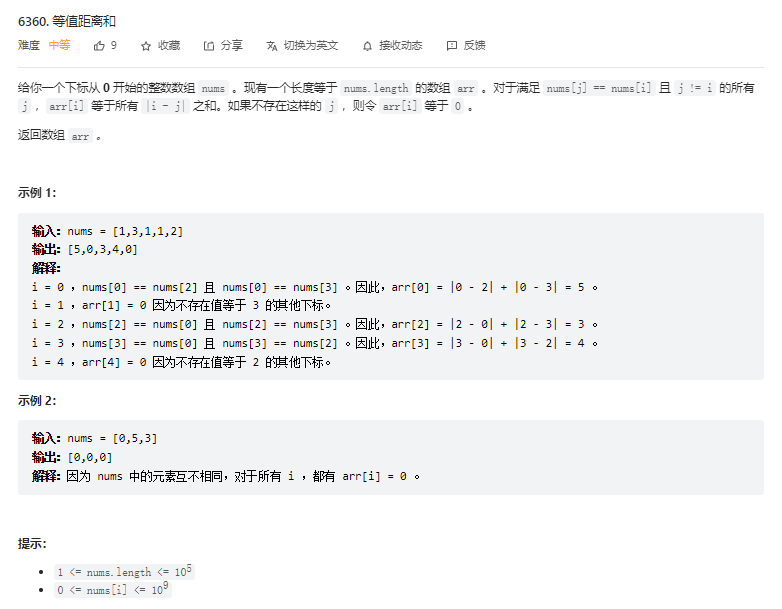 6360. 等值距离和
难度 中等 9 收藏 分享 切换为英文 接收动态 反馈
给你一个下标从 0 开始的整数数组 nums 。现有一个长度等于 nums.length 的数组 arr 。对于满足 nums[j] == nums[i] 且 j != i 的所有
j ，arr[i] 等于所有 |i - j| 之和。如果不存在这样的 j ，则令 arr[i] 等于 0 。
返回数组 arr 。
示例 1：
输入：nums = [1,3,1,1,2]
输出：[5,0,3,4,0]
解释：
i = 0 ，nums[0] == nums[2] 且 nums[0] == nums[3] 。因此，arr[0] = |0 - 2| + |0 - 3| = 5 。
i = 1 ，arr[1] = 0 因为不存在值等于 3 的其他下标。
i = 2 ，nums[2] == nums[0] 且 nums[2] == nums[3] 。因此，arr[2] = |2 - 0| + |2 - 3| = 3 。
i = 3 ，nums[3] == nums[0] 且 nums[3] == nums[2] 。因此，arr[3] = |3 - 0| + |3 - 2| = 4 。
i = 4 ，arr[4] = 0 因为不存在值等于 2 的其他下标。
示例 2：
输入：nums = [0,5,3]
输出：[0,0,0]
解释：因为 nums 中的元素互不相同，对于所有 i ，都有 arr[i] = 0 。
提示：
• 1 <= nums.length <= 10⁵
• 0 <= nums[i] <= 10⁹